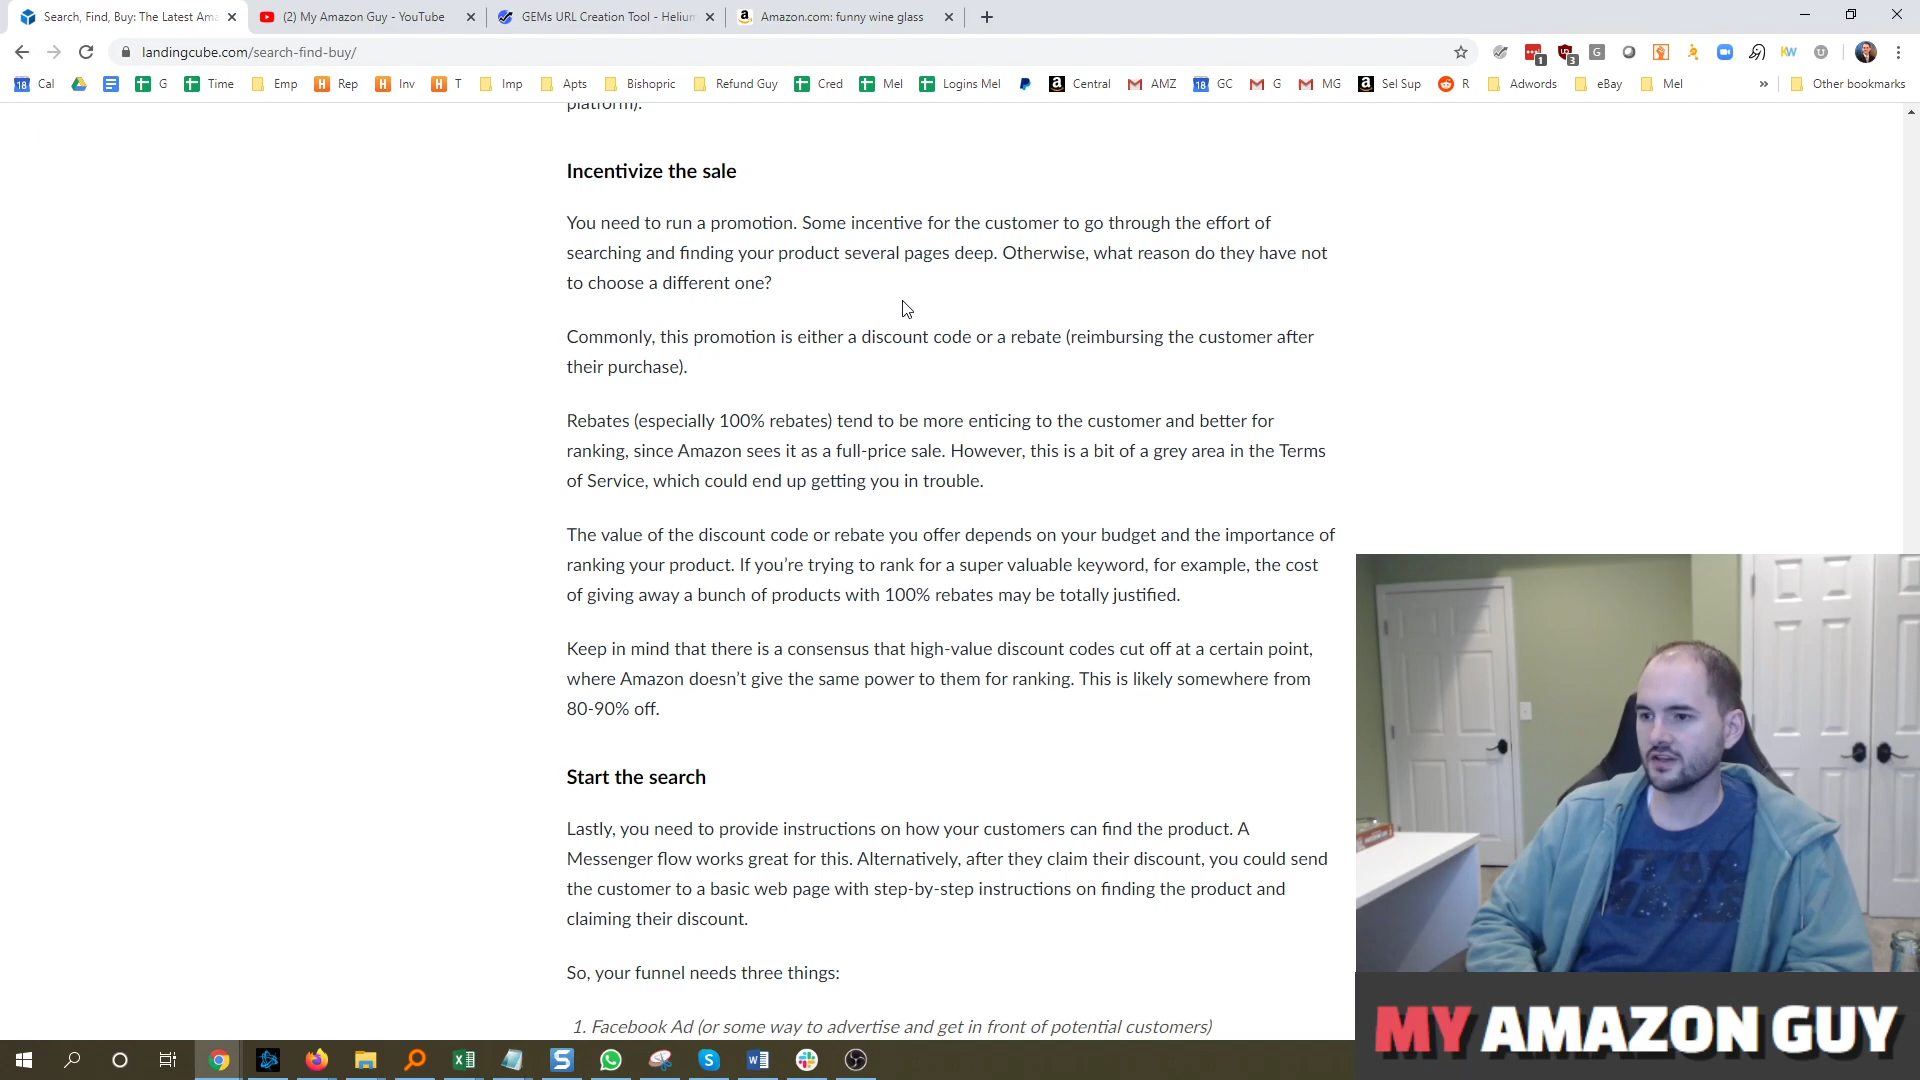 Search, Find, Buy: The Latest Ama
(2) My Amazon Guy - YouTube
GEMs URL Creation Tool - Helium
Amazon.com: funny wine glass
landingcube.com/search-find-buy/
Cal
G
Time
Emp
Rep
Inv
T
Imp
Apts
Bishopric
Refund Guy
Cred
Mel
Logins Mel
Central
AMZ
GC
G
MG
Sel Sup
R
Adwords
eBay
Mel
»
Other bookmarks
platform).
Incentivize the sale
You need to run a promotion. Some incentive for the customer to go through the effort of
searching and finding your product several pages deep. Otherwise, what reason do they have not
to choose a different one?
Commonly, this promotion is either a discount code or a rebate (reimbursing the customer after
their purchase).
Rebates (especially 100% rebates) tend to be more enticing to the customer and better for
ranking, since Amazon sees it as a full-price sale. However, this is a bit of a grey area in the Terms
of Service, which could end up getting you in trouble.
The value of the discount code or rebate you offer depends on your budget and the importance of
ranking your product. If you’re trying to rank for a super valuable keyword, for example, the cost
of giving away a bunch of products with 100% rebates may be totally justified.
Keep in mind that there is a consensus that high-value discount codes cut off at a certain point,
where Amazon doesn’t give the same power to them for ranking. This is likely somewhere from
80-90% off.
Start the search
Lastly, you need to provide instructions on how your customers can find the product. A
Messenger flow works great for this. Alternatively, after they claim their discount, you could send
the customer to a basic web page with step-by-step instructions on finding the product and
claiming their discount.
So, your funnel needs three things:
1. Facebook Ad (or some way to advertise and get in front of potential customers)
MY AMAZON GUY